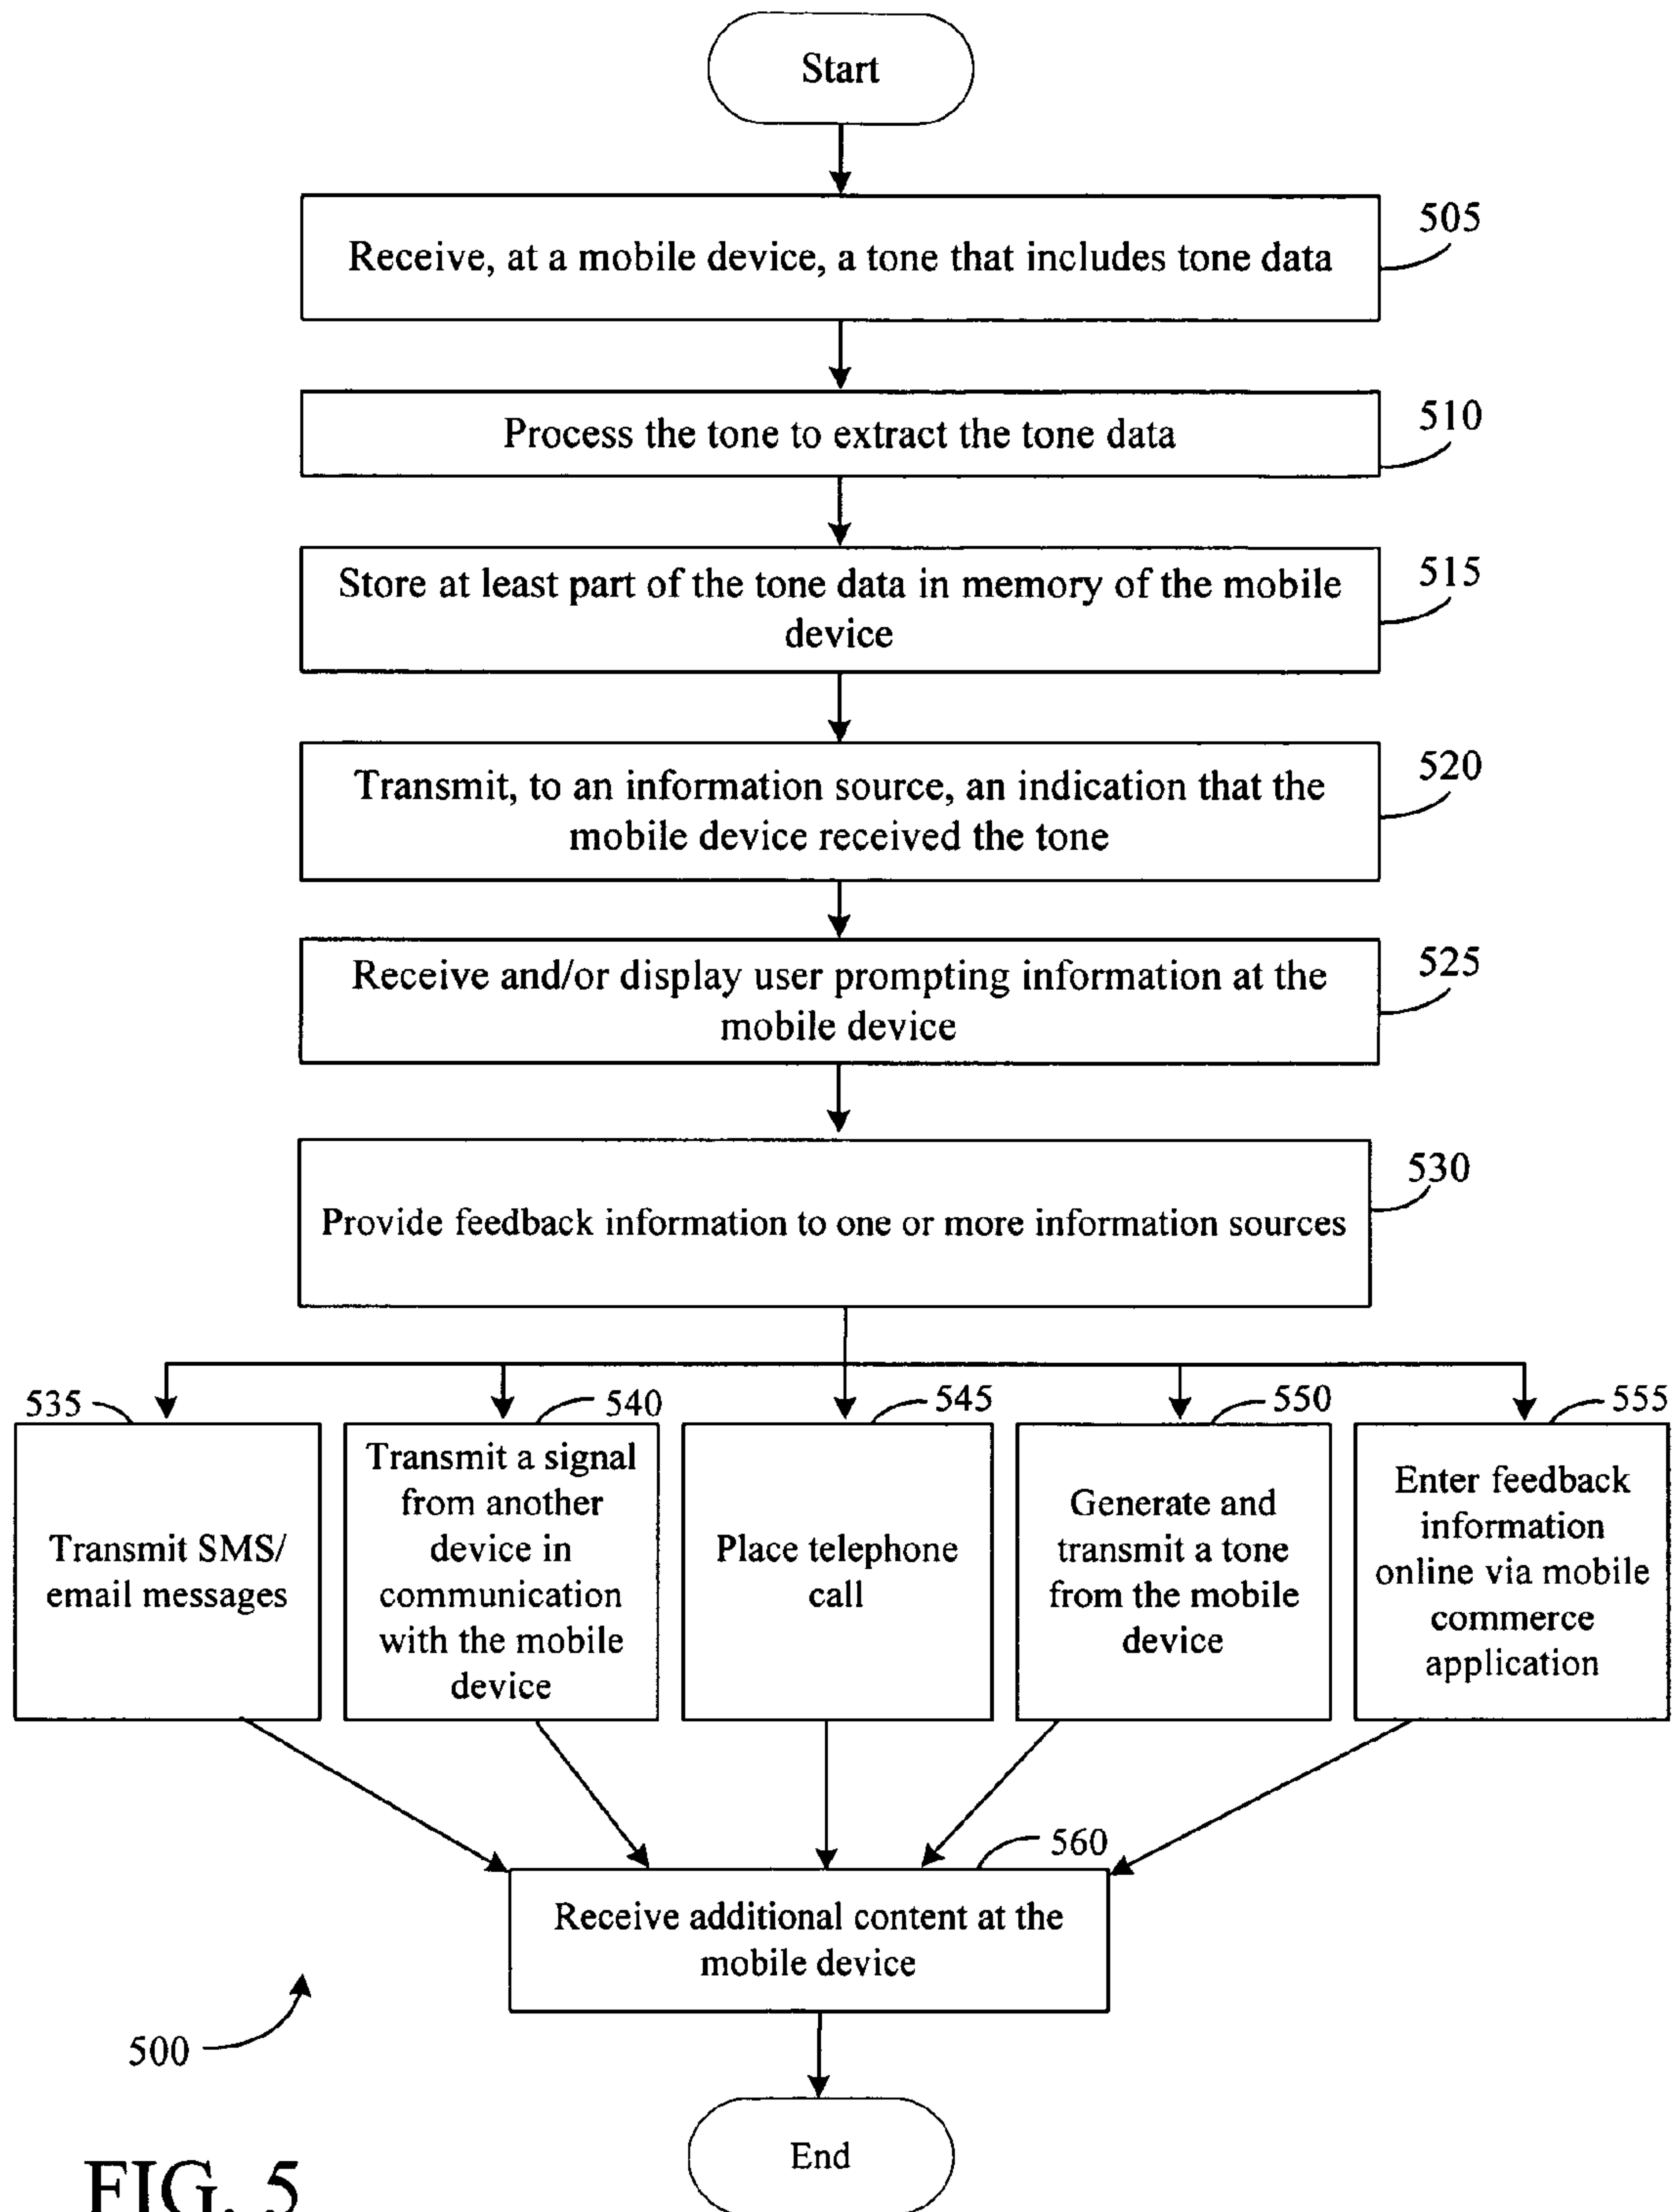 Start
Receive, at a mobile device, a tone that includes tone data
505
Process the tone to extract the tone data
510
Store at least part of the tone data in memory of the mobile
device
515
Transmit, to an information source, an indication that the
mobile device received the tone
520
Receive and/or display user prompting information at the
mobile device
525
Provide feedback information to one or more information sources
530
535
Transmit SMS/
email messages
540
Transmit a signal
from another
device in
communication
with the mobile
device
545
Place telephone
call
550
Generate and
transmit a tone
from the mobile
device
555
Enter feedback
information
online via mobile
commerce
application
560
Receive additional content at the
mobile device
500
End
FIG. 5